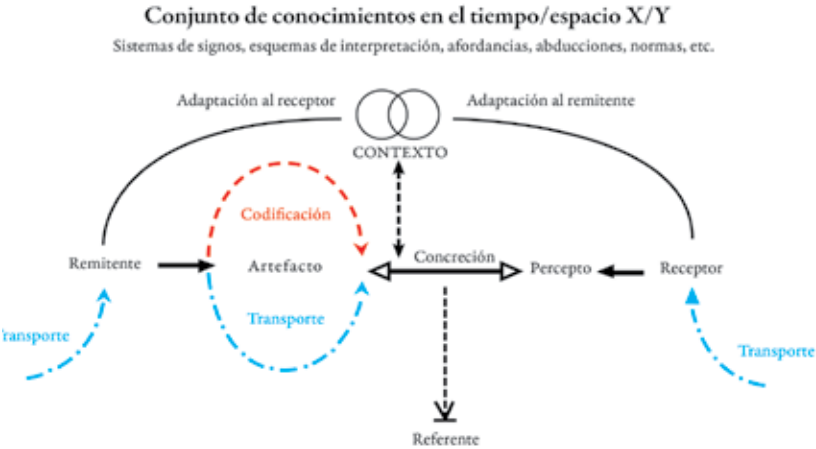 Conjunto de conocimientos en el tiempo/espacio X/Y
Sistemas de signos, esquemas de interpretación, afordancias, abducciones, normas, etc.
Adaptación al receptor
Adaptación al remitente
CONTEXTO
Codificación
Remitente
Artefacto
Concreción
Percepto
Receptor
Transporte
ransporte
Transporte
Referente